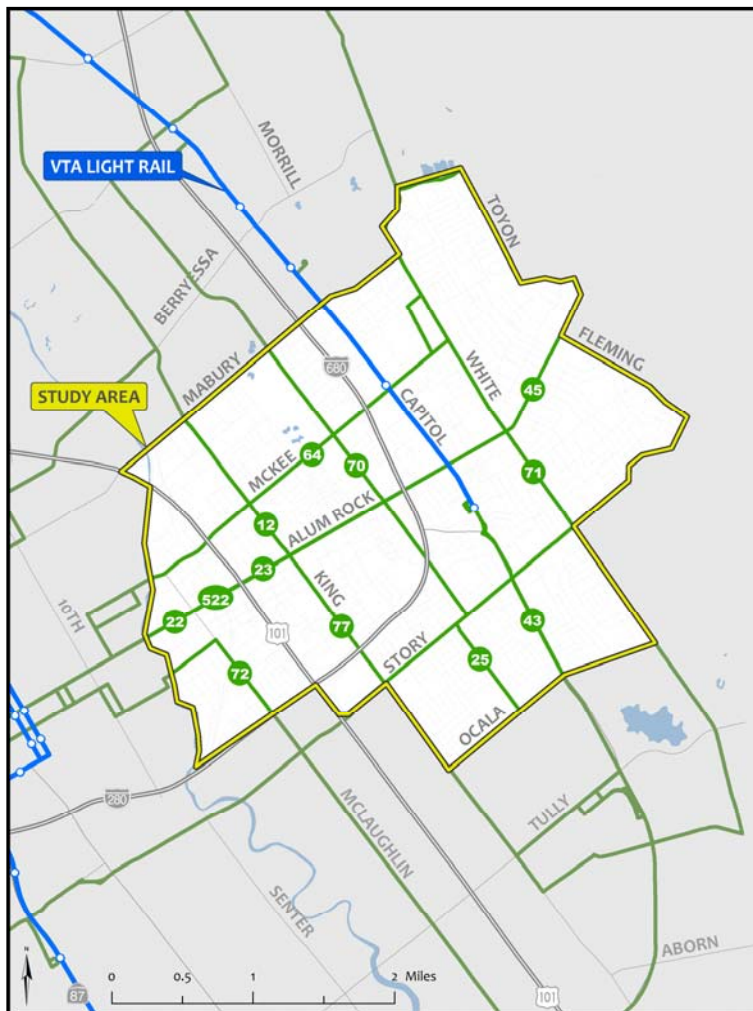 MORRILL
VTA LIGHT RAIL
TOYON
BERRYESSA
FLEMING
MABURY
680
WHITE
STUDY AREA
CAPITOL
45
MCKEE
64
70
71
12
ALUM ROCK
23
KING
10TH
522
22
101
77
43
STORY
25
72
OCALA
280
TULLY
MCLAUGHLIN
SENTER
ABORN
N
0 0.5 1 2 Miles
87
101